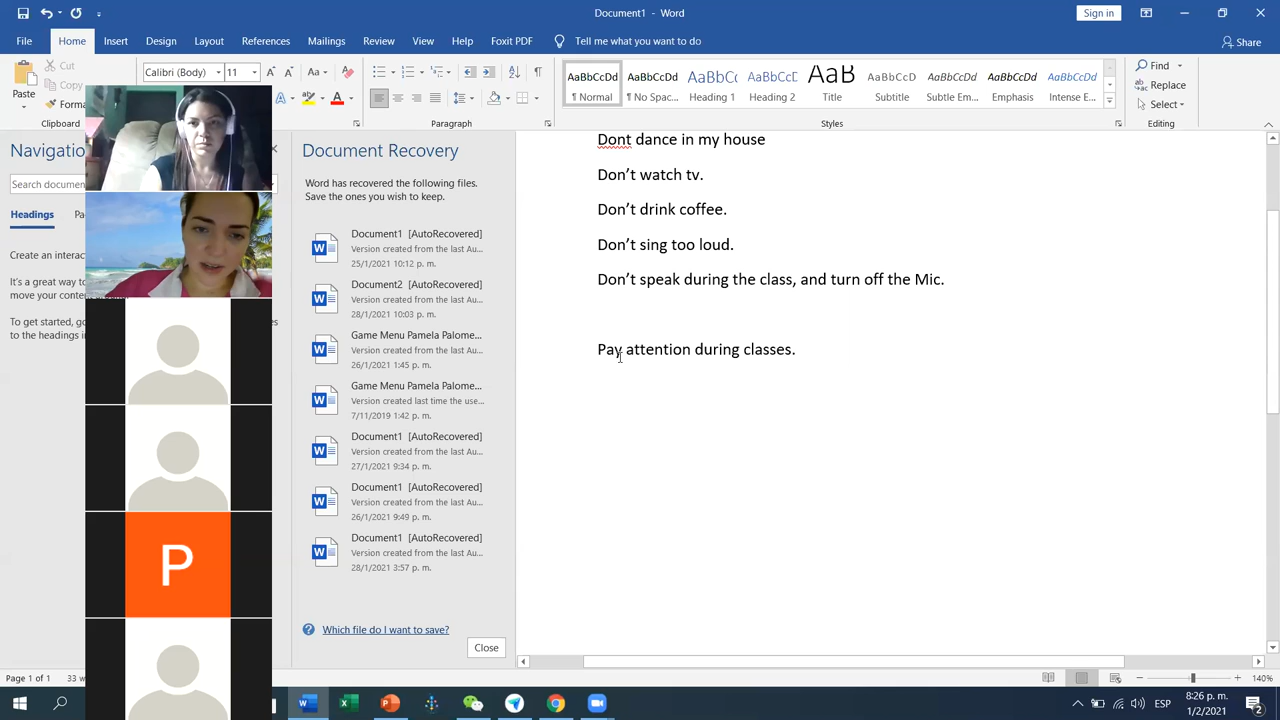 Document1 - Word
Sign in
File
Home
Insert
Design
Layout
References
Mailings
Review
View
Help
Foxit PDF
Tell me what you want to do
Share
Paste
Cut
Copy
Forma
Clipboard
Calibri (Body)
11
Paragraph
AaBbCcDd
¶ Normal
AaBbCcDd
¶ No Spac...
AaBbCc
Heading 1
AaBbCcD
Heading 2
AaB
Title
AaBbCcD
Subtitle
AaBbCcDd
Subtle Em...
AaBbCcDd
Emphasis
AaBbCcDd
Intense E...
Styles
Find
Replace
Select
Editing
Search docum
Headings
Create an interac
It's a great way to
move your conten
To get started, go
to the headings i
Document Recovery
Word has recovered the following files.
Save the ones you wish to keep.
Document1 [AutoRecovered]
Version created from the last Au...
25/1/2021 10:12 p. m.
Document2 [AutoRecovered]
Version created from the last Au...
28/1/2021 10:03 p. m.
Game Menu Pamela Palome...
Version created from the last Au...
26/1/2021 1:45 p. m.
Game Menu Pamela Palome...
Version created last time the use...
7/11/2019 1:42 p. m.
Document1 [AutoRecovered]
Version created from the last Au...
27/1/2021 9:34 p. m.
Document1 [AutoRecovered]
Version created from the last Au...
26/1/2021 9:49 p. m.
Document1 [AutoRecovered]
Version created from the last Au...
28/1/2021 3:57 p. m.
Which file do I want to save?
Close
Dont dance in my house
Don't watch tv.
Don't drink coffee.
Don't sing too loud.
Don't speak during the class, and turn off the Mic.
Pay attention during classes.
P
Page 1 of 1
33 w
140%
ESP
8:26 p. m.
1/2/2021
2